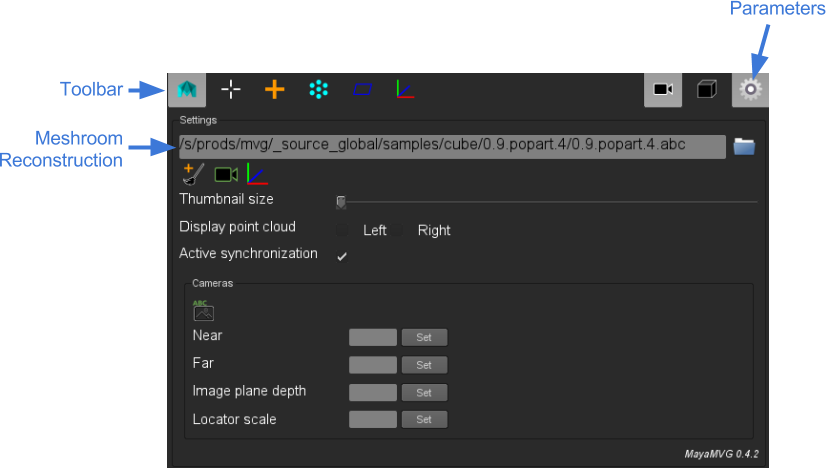 Parameters
Toolbar
Settings
Meshroom
Reconstruction
/s/prods/mvg/_source_global/samples/cube/0.9.popart.4/0.9.popart.4.abc
Thumbnail size
Display point cloud Left Right
Active synchronization
Cameras
ABC
Near Set
Far Set
Image plane depth Set
Locator scale Set
MayaMVG 0.4.2